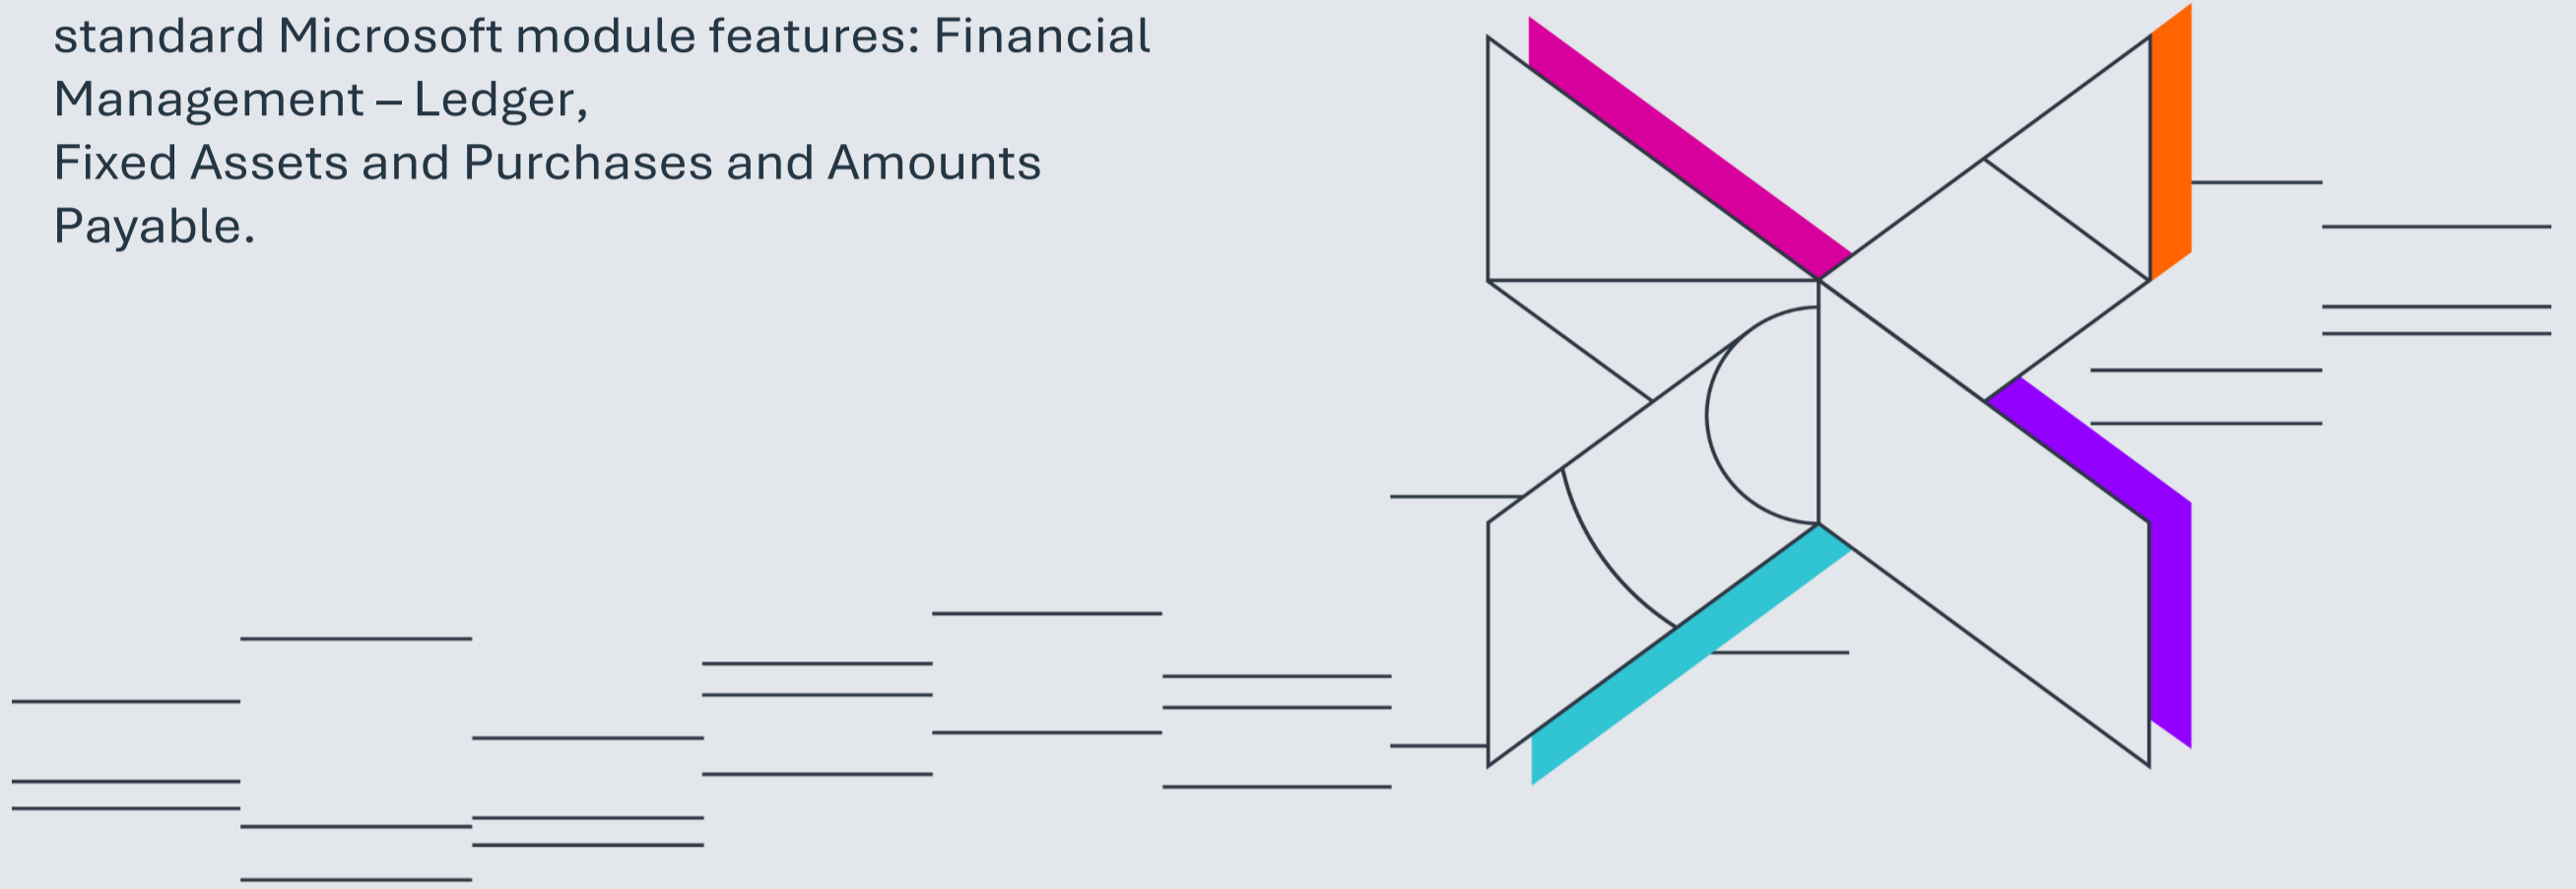 standard Microsoft module features: Financial
Management – Ledger,
Fixed Assets and Purchases and Amounts
Payable.